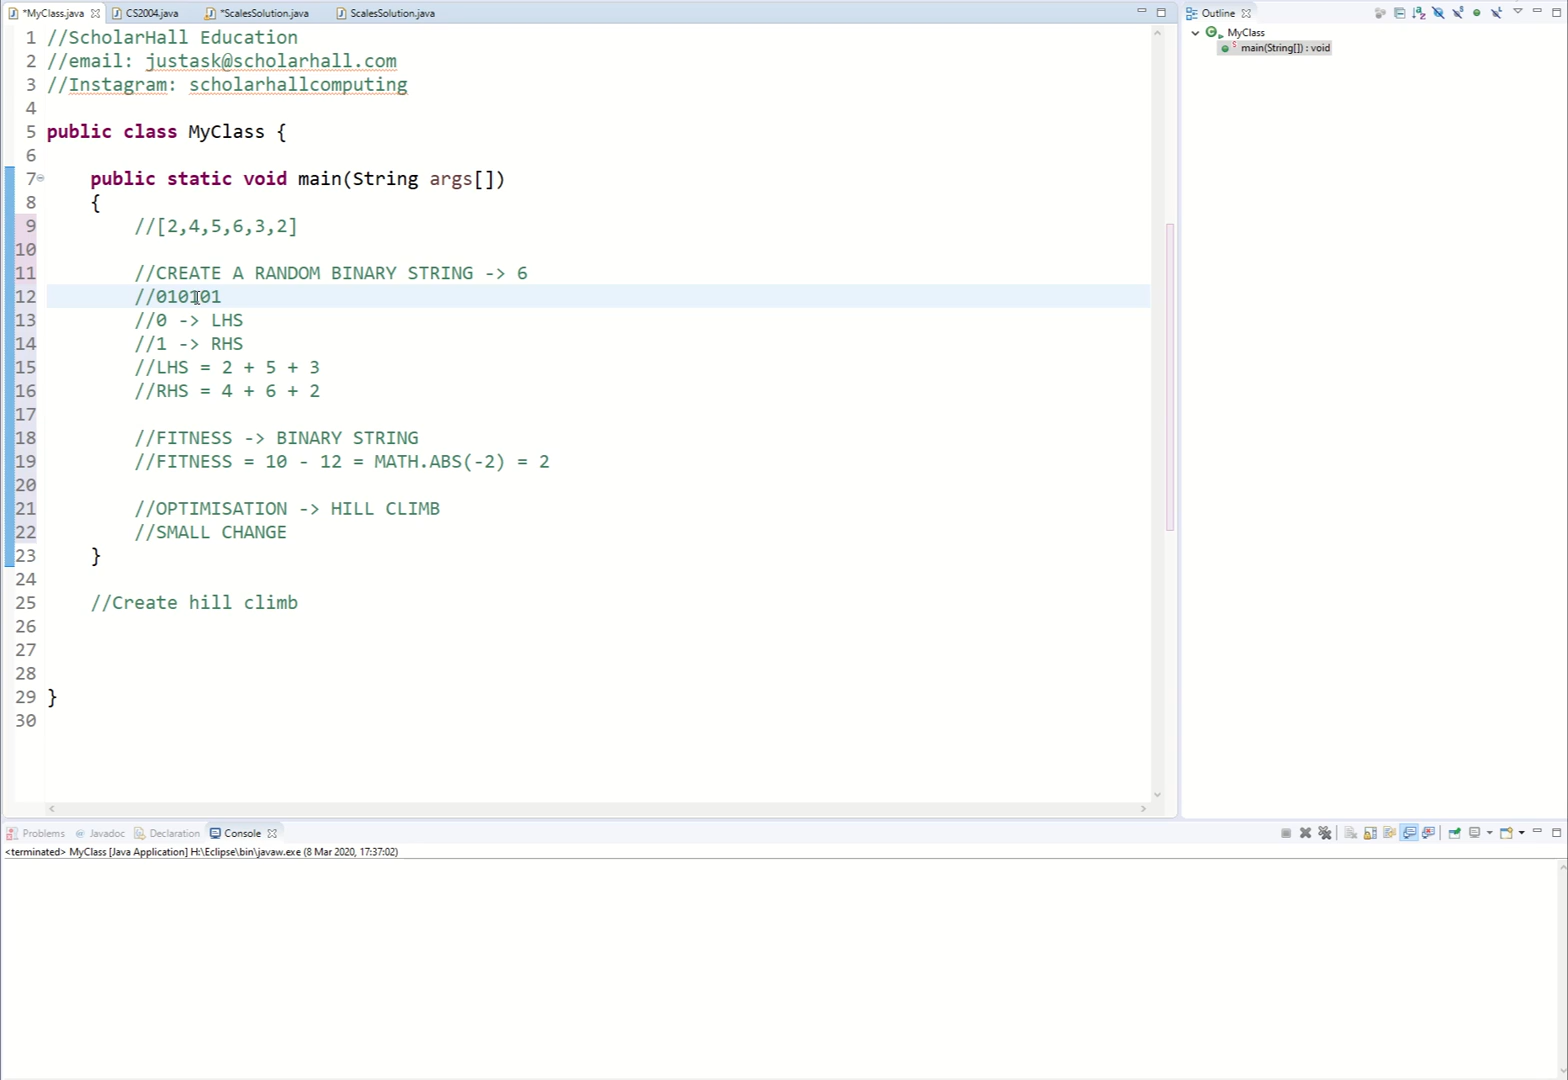 *MyClass.java
CS2004.java
*ScalesSolution.java
ScalesSolution.java
1 //ScholarHall Education
2 //email: justask@scholarhall.com
3 //Instagram: scholarhallcomputing
4
5 public class MyClass {
6
7 public static void main(String args[])
8 {
9 //[2,4,5,6,3,2]
10
11 //CREATE A RANDOM BINARY STRING -> 6
12 //010101
13 //0 -> LHS
14 //1 -> RHS
15 //LHS = 2 + 5 + 3
16 //RHS = 4 + 6 + 2
17
18 //FITNESS -> BINARY STRING
19 //FITNESS = 10 - 12 = MATH.ABS(-2) = 2
20
21 //OPTIMISATION -> HILL CLIMB
22 //SMALL CHANGE
23 }
24
25 //Create hill climb
26
27
28
29 }
30
Outline
MyClass
main(String[]) : void
Problems
Javadoc
Declaration
Console
<terminated> MyClass [Java Application] H:\Eclipse\bin\javaw.exe (8 Mar 2020, 17:37:02)